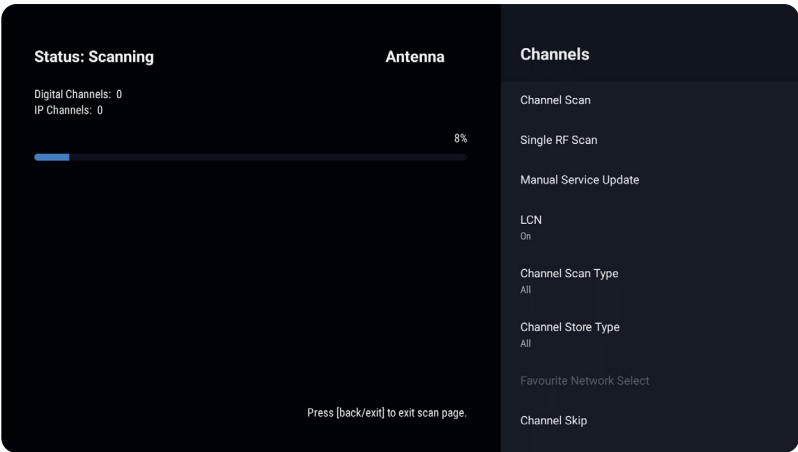 Status: Scanning
Antenna
Digital Channels: 0
IP Channels: 0
8%
Press [back/exit] to exit scan page.
Channels
Channel Scan
Single RF Scan
Manual Service Update
LCN
On
Channel Scan Type
All
Channel Store Type
All
Favourite Network Select
Channel Skip